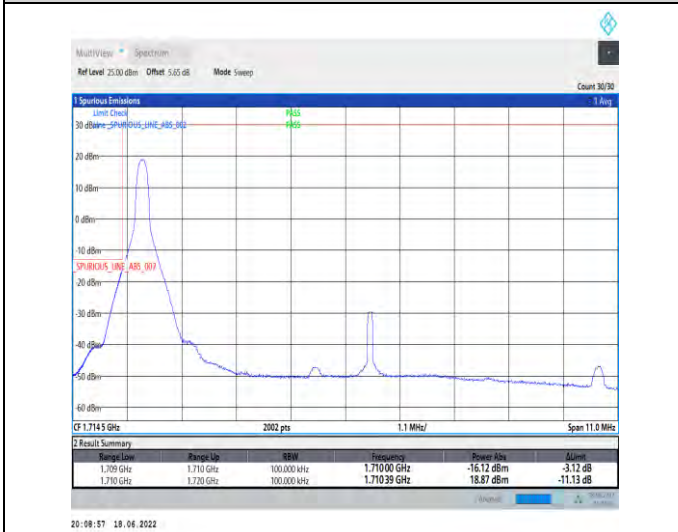 MultiView Spectrum
Ref Level 25.00 dBm Offset 5.65 dB Mode Sweep
Count 30/30
1 Spurious Emissions 1 Avg
Limit Check PASS
30 dBm Line _SPURIOUS_LINE_ABS_002 PASS
20 dBm
10 dBm
0 dBm
-10 dBm
_SPURIOUS_LINE_ABS_002
-20 dBm
-30 dBm
-40 dBm
-50 dBm
-60 dBm
CF 1.7145 GHz 2002 pts 1.1 MHz/ Span 11.0 MHz
2 Result Summary
Range Low Range Up RBW Frequency Power Abs ΔLimit
1.709 GHz 1.710 GHz 100.000 kHz 1.71000 GHz -16.12 dBm -3.12 dB
1.710 GHz 1.720 GHz 100.000 kHz 1.71039 GHz 18.87 dBm -11.13 dB
20:08:57 18.06.2022